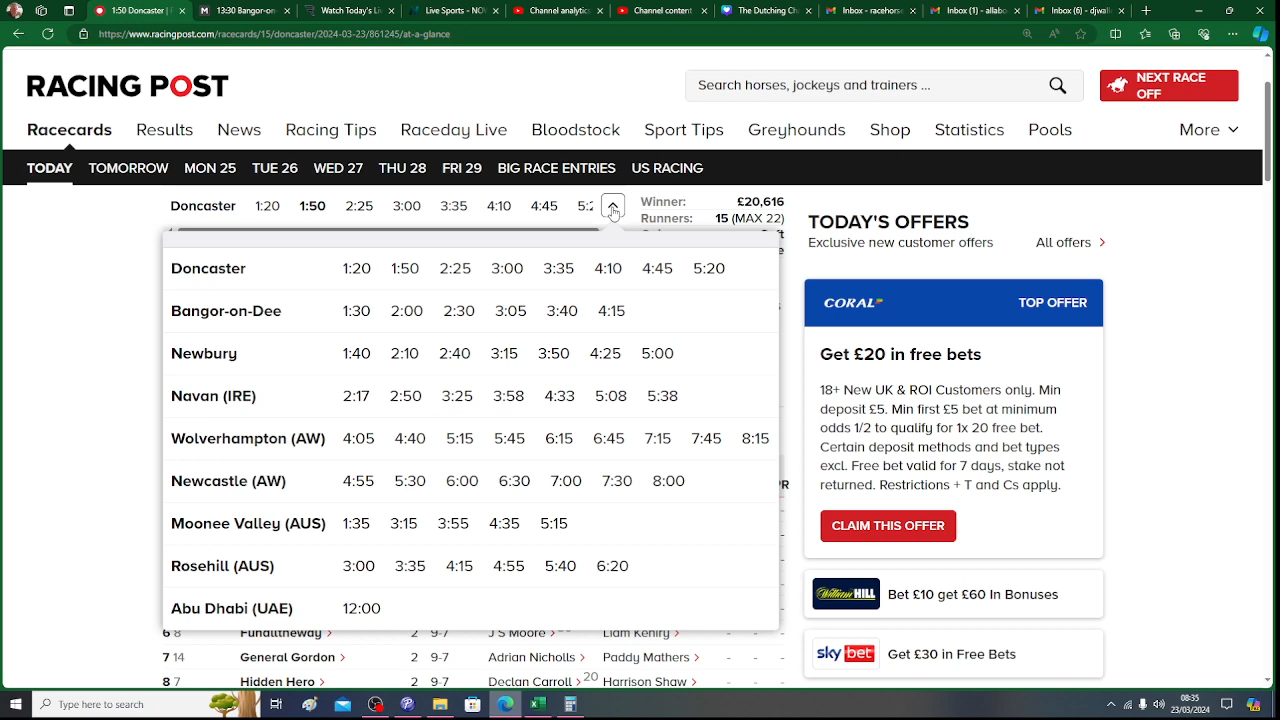 1:50 Doncaster | F
13:30 Bangor-on-
Watch Today's Liv
Live Sports - NOW
Channel analytics
Channel content
The Dutching Cha
Inbox - racehorse
Inbox (1) - allabo
Inbox (6) - djwall
https://www.racingpost.com/racecards/15/doncaster/2024-03-23/861245/at-a-glance
RACING POST
Search horses, jockeys and trainers ...
NEXT RACE
OFF
Racecards Results News Racing Tips Raceday Live Bloodstock Sport Tips Greyhounds Shop Statistics Pools More
TODAY TOMORROW MON 25 TUE 26 WED 27 THU 28 FRI 29 BIG RACE ENTRIES US RACING
Doncaster 1:20 1:50 2:25 3:00 3:35 4:10 4:45 5:2
Winner: £20,616
Runners: 15 (MAX 22)
Doncaster 1:20 1:50 2:25 3:00 3:35 4:10 4:45 5:20
Bangor-on-Dee 1:30 2:00 2:30 3:05 3:40 4:15
Newbury 1:40 2:10 2:40 3:15 3:50 4:25 5:00
Navan (IRE) 2:17 2:50 3:25 3:58 4:33 5:08 5:38
Wolverhampton (AW) 4:05 4:40 5:15 5:45 6:15 6:45 7:15 7:45 8:15
Newcastle (AW) 4:55 5:30 6:00 6:30 7:00 7:30 8:00
Moonee Valley (AUS) 1:35 3:15 3:55 4:35 5:15
Rosehill (AUS) 3:00 3:35 4:15 4:55 5:40 6:20
Abu Dhabi (UAE) 12:00
6 8 Funalltheway 2 9-7 J S Moore Liam Keniry - - -
7 14 General Gordon 2 9-7 Adrian Nicholls Paddy Mathers - - -
8 7 Hidden Hero 2 9-7 Declan Carroll 20 Harrison Shaw - - -
TODAY'S OFFERS
Exclusive new customer offers All offers
CORAL TOP OFFER
Get £20 in free bets
18+ New UK & ROI Customers only. Min
deposit £5. Min first £5 bet at minimum
odds 1/2 to qualify for 1x 20 free bet.
Certain deposit methods and bet types
excl. Free bet valid for 7 days, stake not
returned. Restrictions + T and Cs apply.
CLAIM THIS OFFER
William HILL Bet £10 get £60 In Bonuses
sky bet Get £30 in Free Bets
Type here to search
08:35
23/03/2024